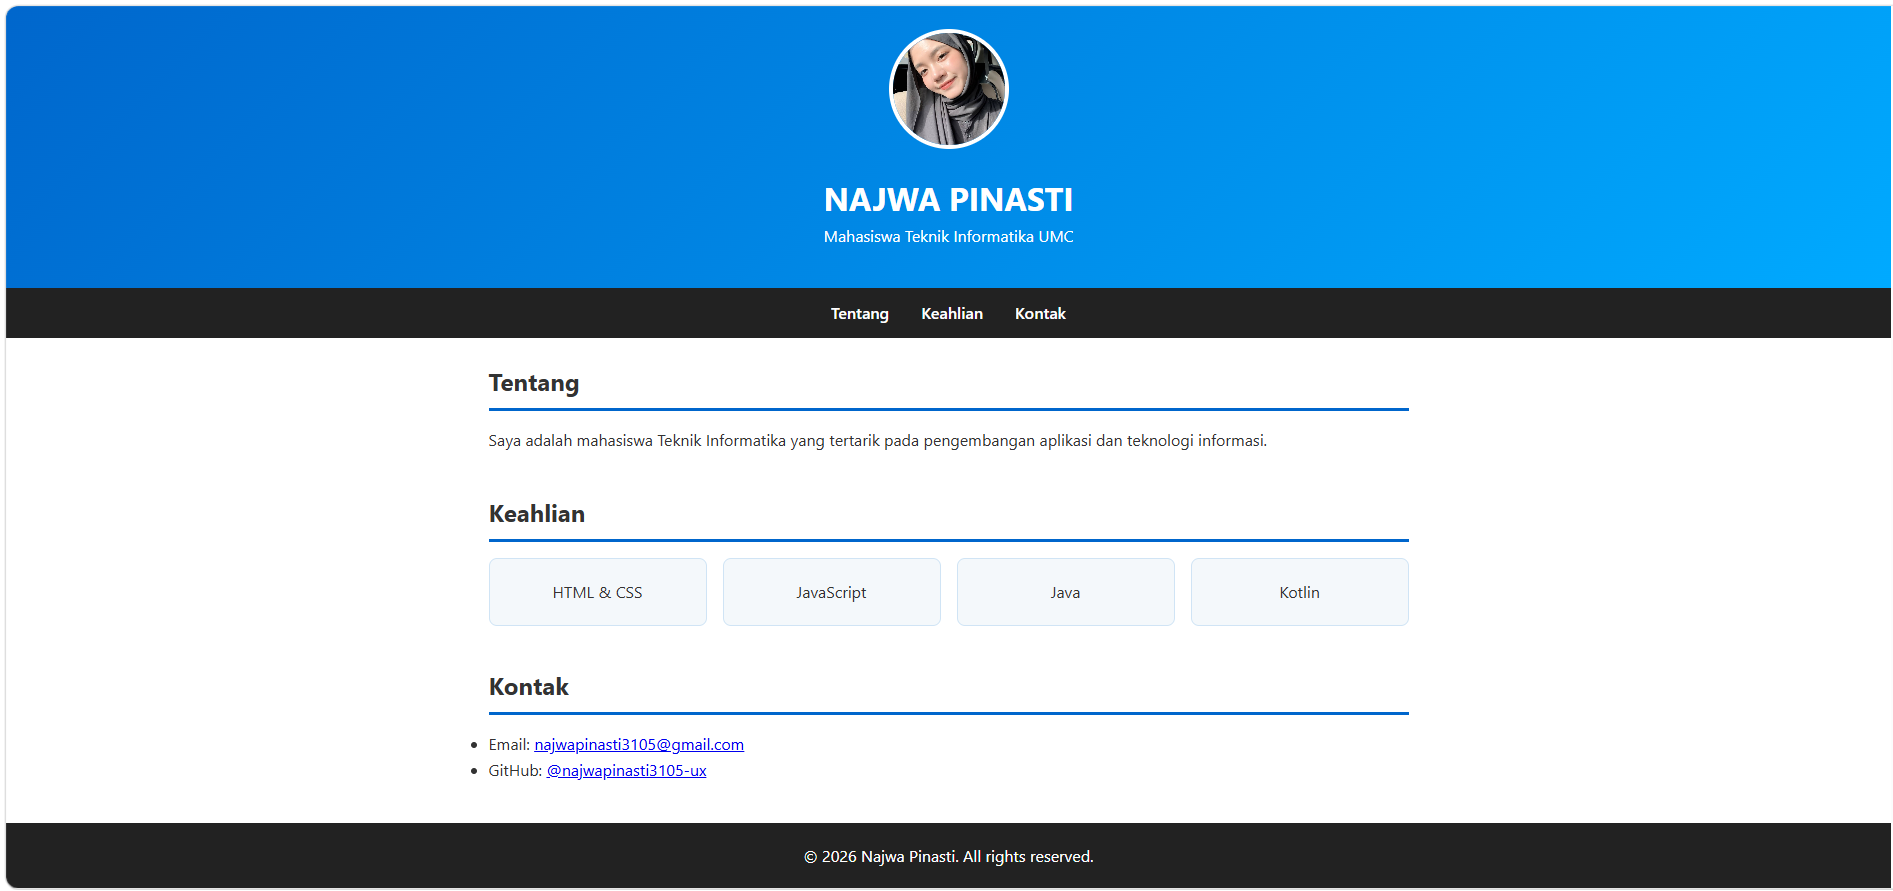 NAJWA PINASTI
Mahasiswa Teknik Informatika UMC
Tentang Keahlian Kontak
Tentang
Saya adalah mahasiswa Teknik Informatika yang tertarik pada pengembangan aplikasi dan teknologi informasi.
Keahlian
HTML & CSS JavaScript Java Kotlin
Kontak
• Email: najwapinasti3105@gmail.com
• GitHub: @najwapinasti3105-ux
© 2026 Najwa Pinasti. All rights reserved.